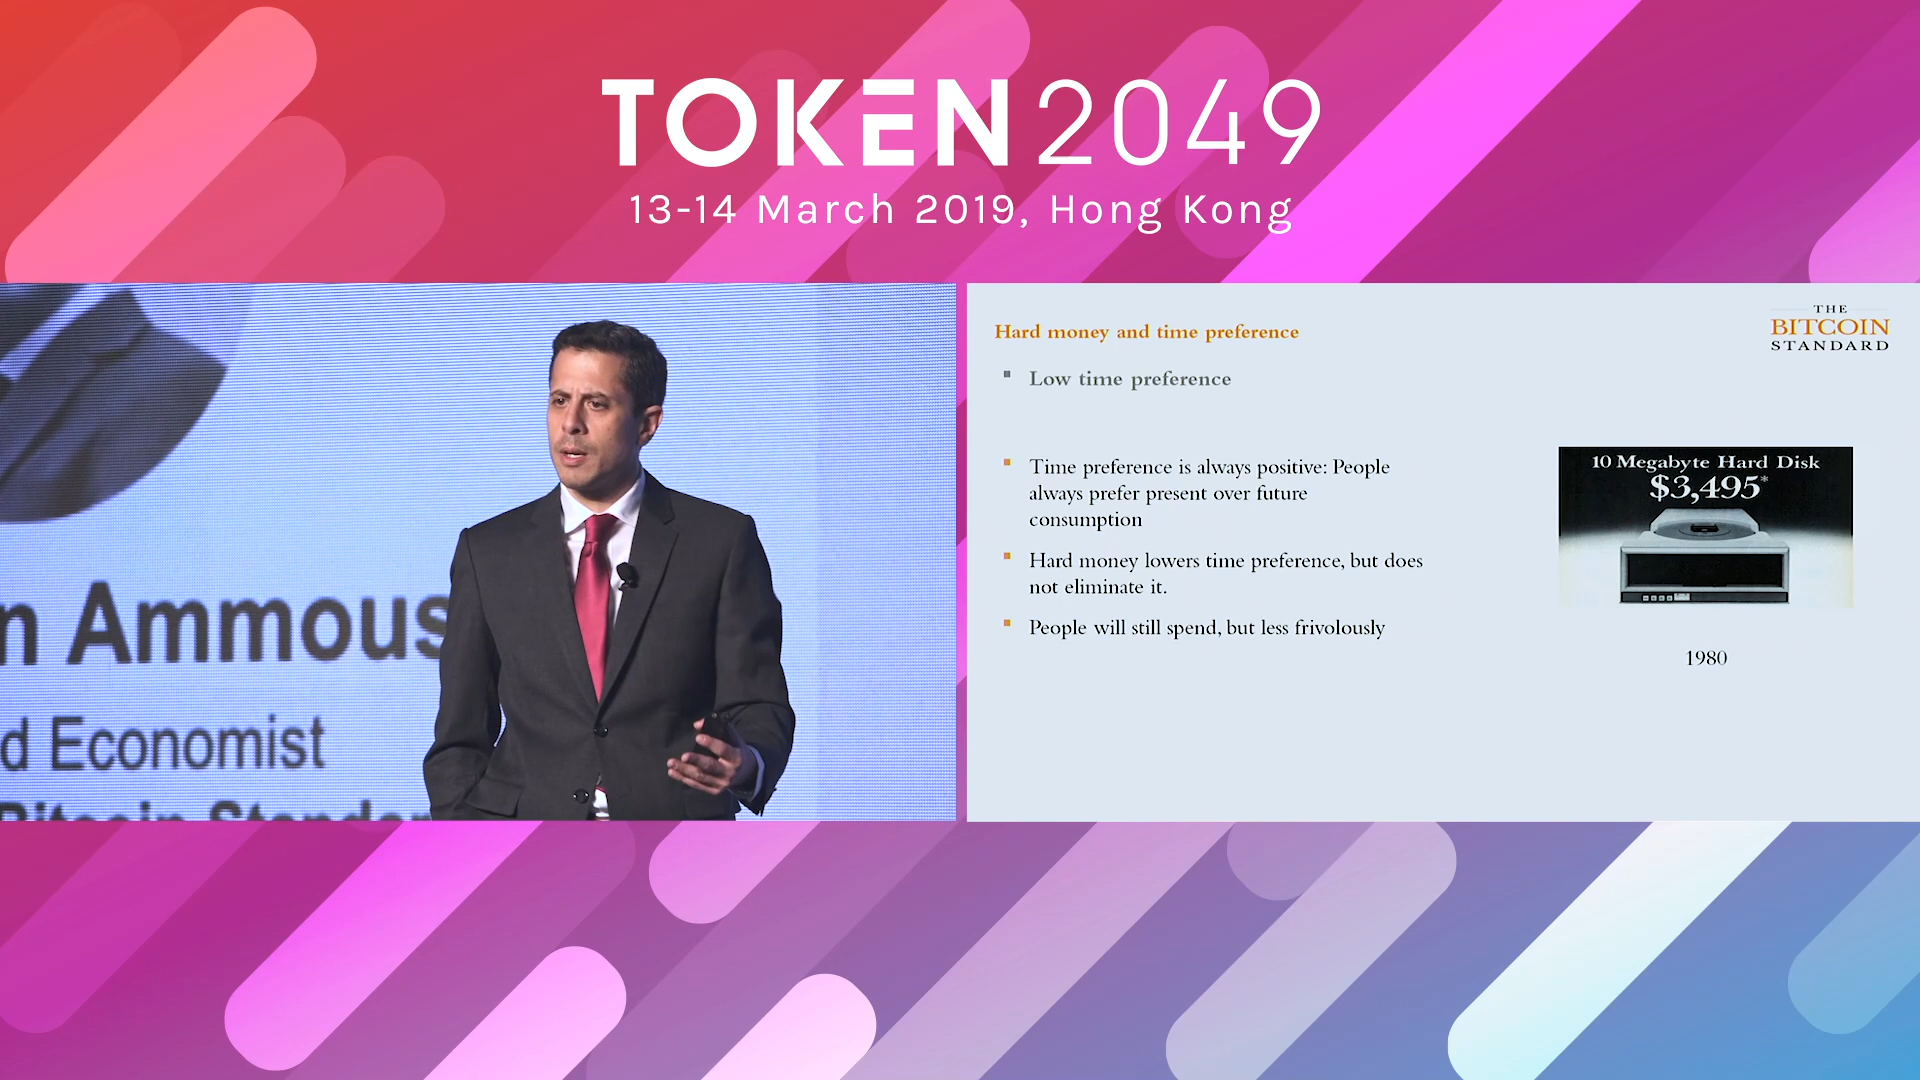 TOKEN2049
13-14 March 2019, Hong Kong
n Ammous
d Economist
Bitcoin Standar
Hard money and time preference
THE
BITCOIN
STANDARD
▪ Low time preference
▪ Time preference is always positive: People
always prefer present over future
consumption
▪ Hard money lowers time preference, but does
not eliminate it.
▪ People will still spend, but less frivolously
10 Megabyte Hard Disk
$3,495*
1980